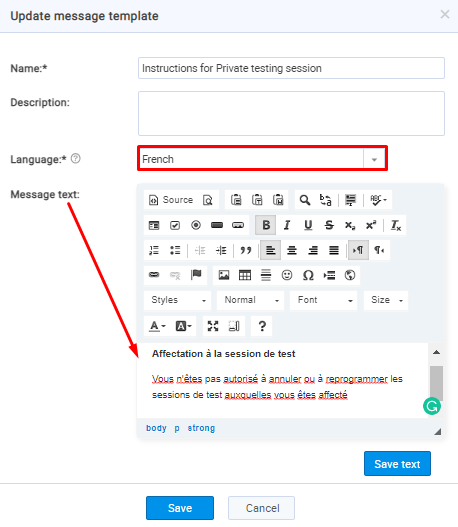 Update message template
Name:*
Instructions for Private testing session
Description:
Language:*
French
Message text:
Source
Styles Normal Font Size
Affectation à la session de test
Vous n'êtes pas autorisé à annuler ou à reprogrammer les
sessions de test auxquelles vous êtes affecté
body p strong
Save text
Save Cancel